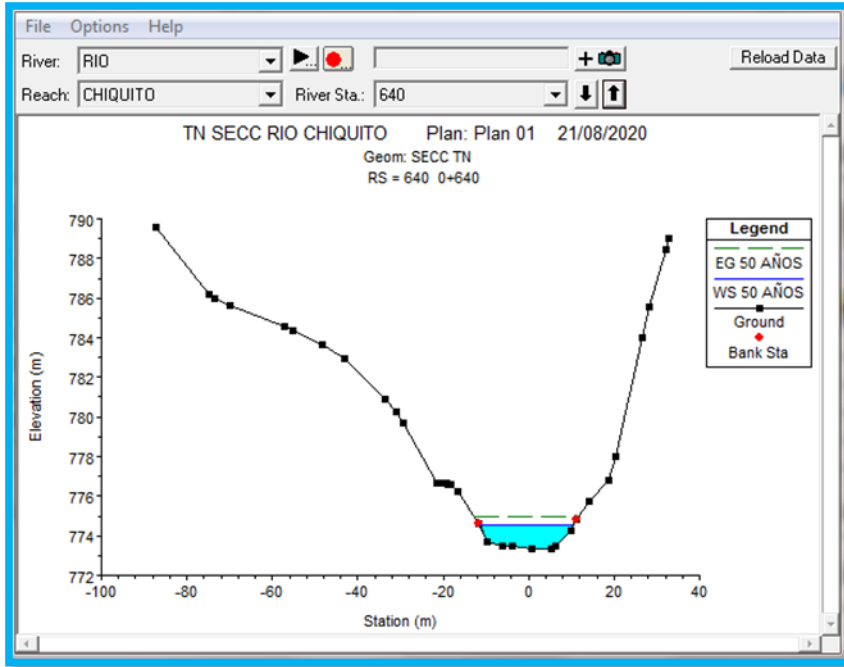 File Options Help
River: RIO Reload Data
Reach: CHIQUITO River Sta.: 640
TN SECC RIO CHIQUITO Plan: Plan 01 21/08/2020
Geom: SECC TN
RS = 640 0+640
Legend
EG 50 AÑOS
WS 50 AÑOS
Ground
Bank Sta
Elevation (m)
790
788
786
784
782
780
778
776
774
772
-100 -80 -60 -40 -20 0 20 40
Station (m)